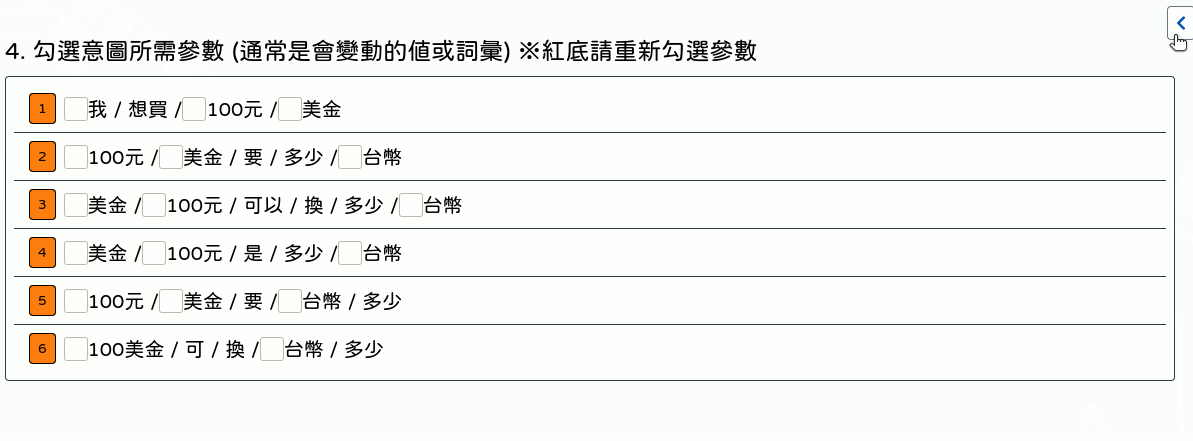 4. 勾選意圖所需參數 (通常是會變動的值或詞彙) ※紅底請重新勾選參數
1 我 / 想買 / 100元 / 美金
2 100元 / 美金 / 要 / 多少 / 台幣
3 美金 / 100元 / 可以 / 換 / 多少 / 台幣
4 美金 / 100元 / 是 / 多少 / 台幣
5 100元 / 美金 / 要 / 台幣 / 多少
6 100美金 / 可 / 換 / 台幣 / 多少